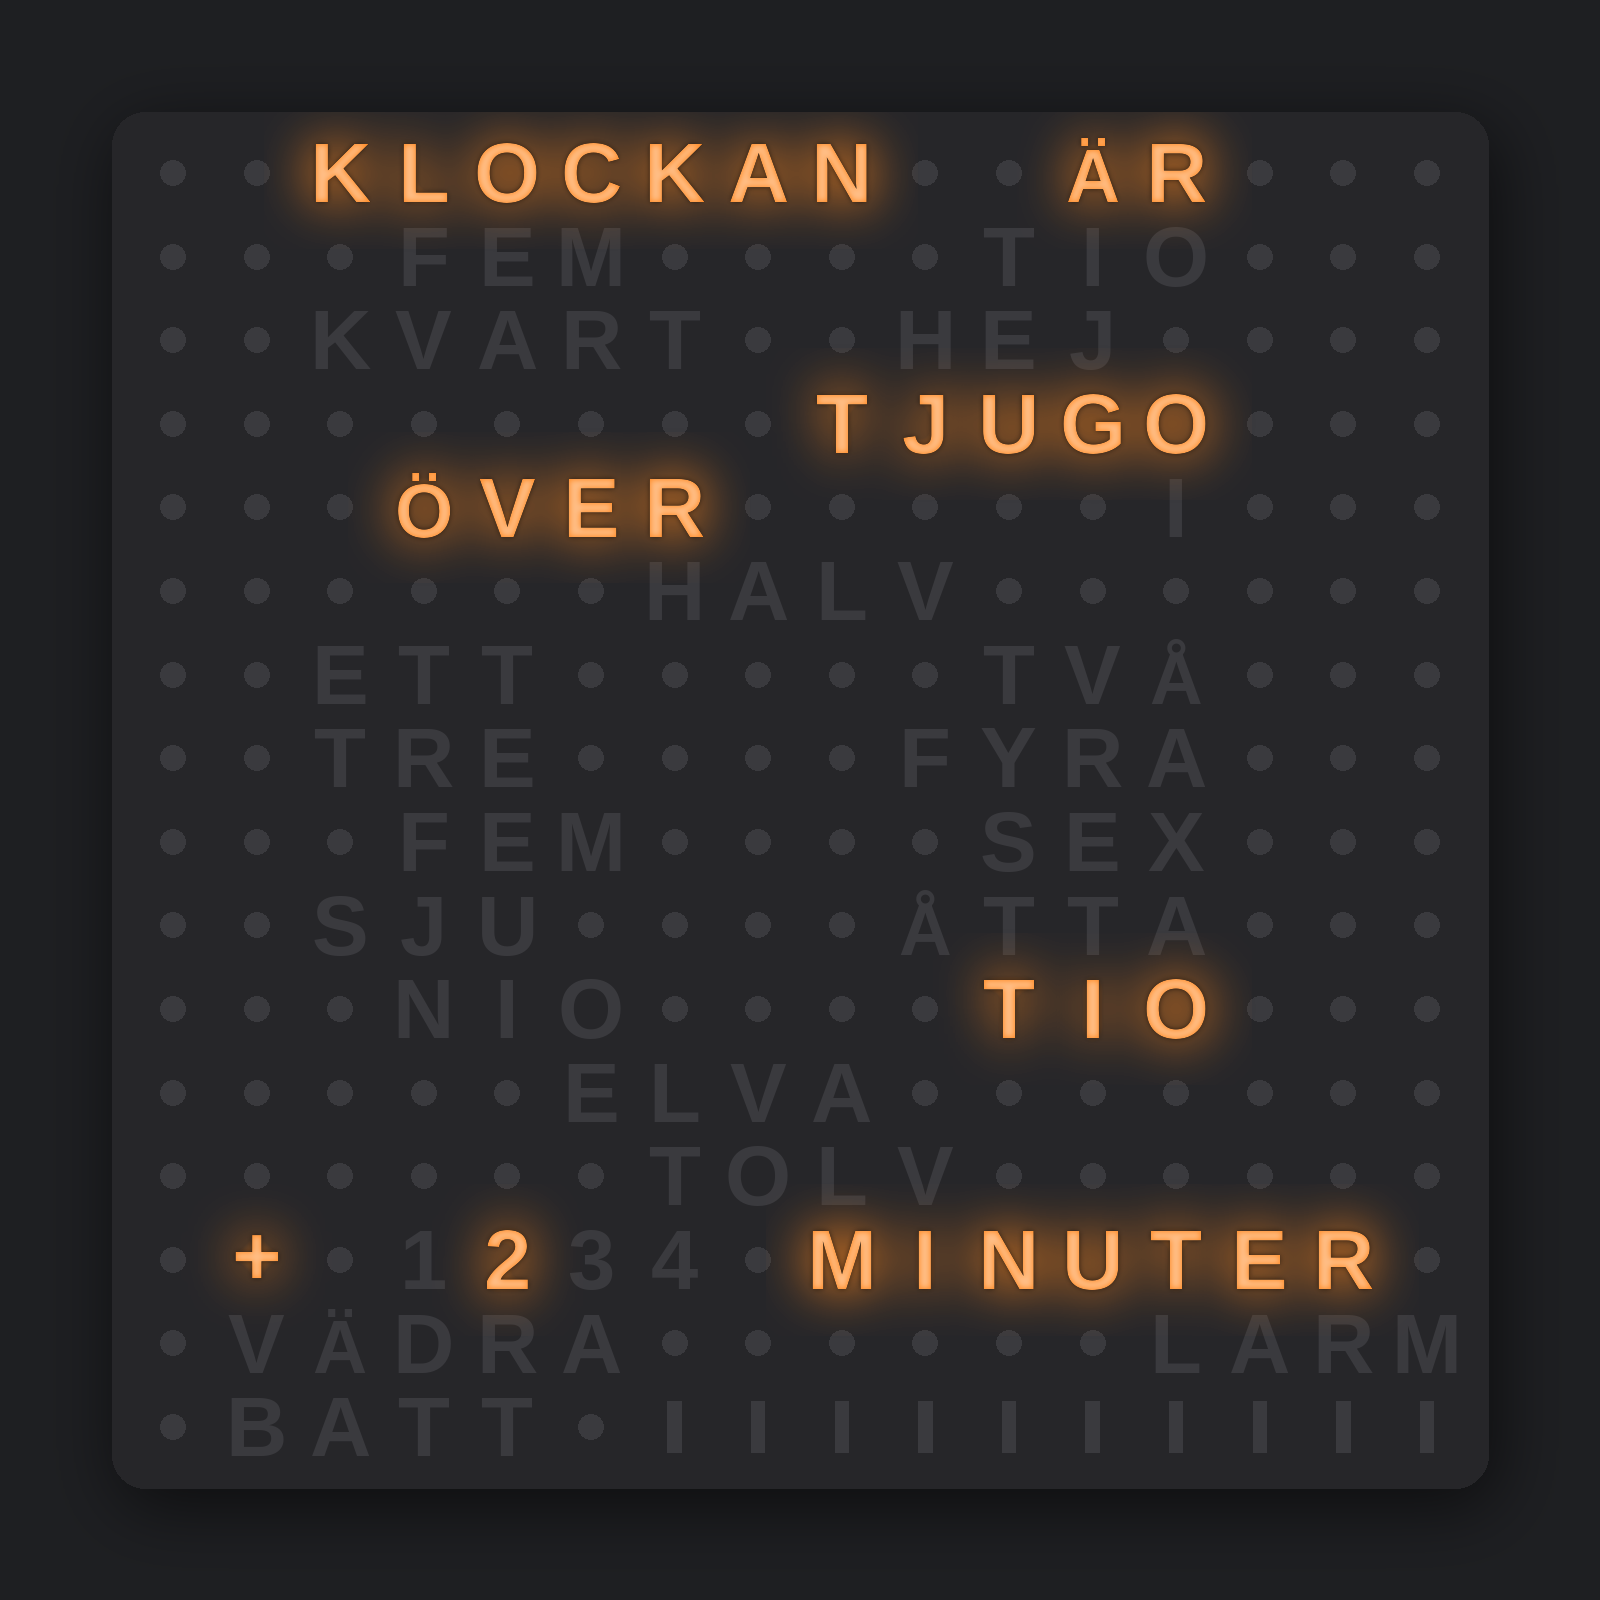 KLOCKAN ÄR
FEM TIO
KVART HEJ
TJUGO
ÖVER I
HALV
ETT TVÅ
TRE FYRA
FEM SEX
SJU ÅTTA
NIO TIO
ELVA
TOLV
+ 1 2 3 4 MINUTER
VÄDRA LARM
BATT I I I I I I I I I I